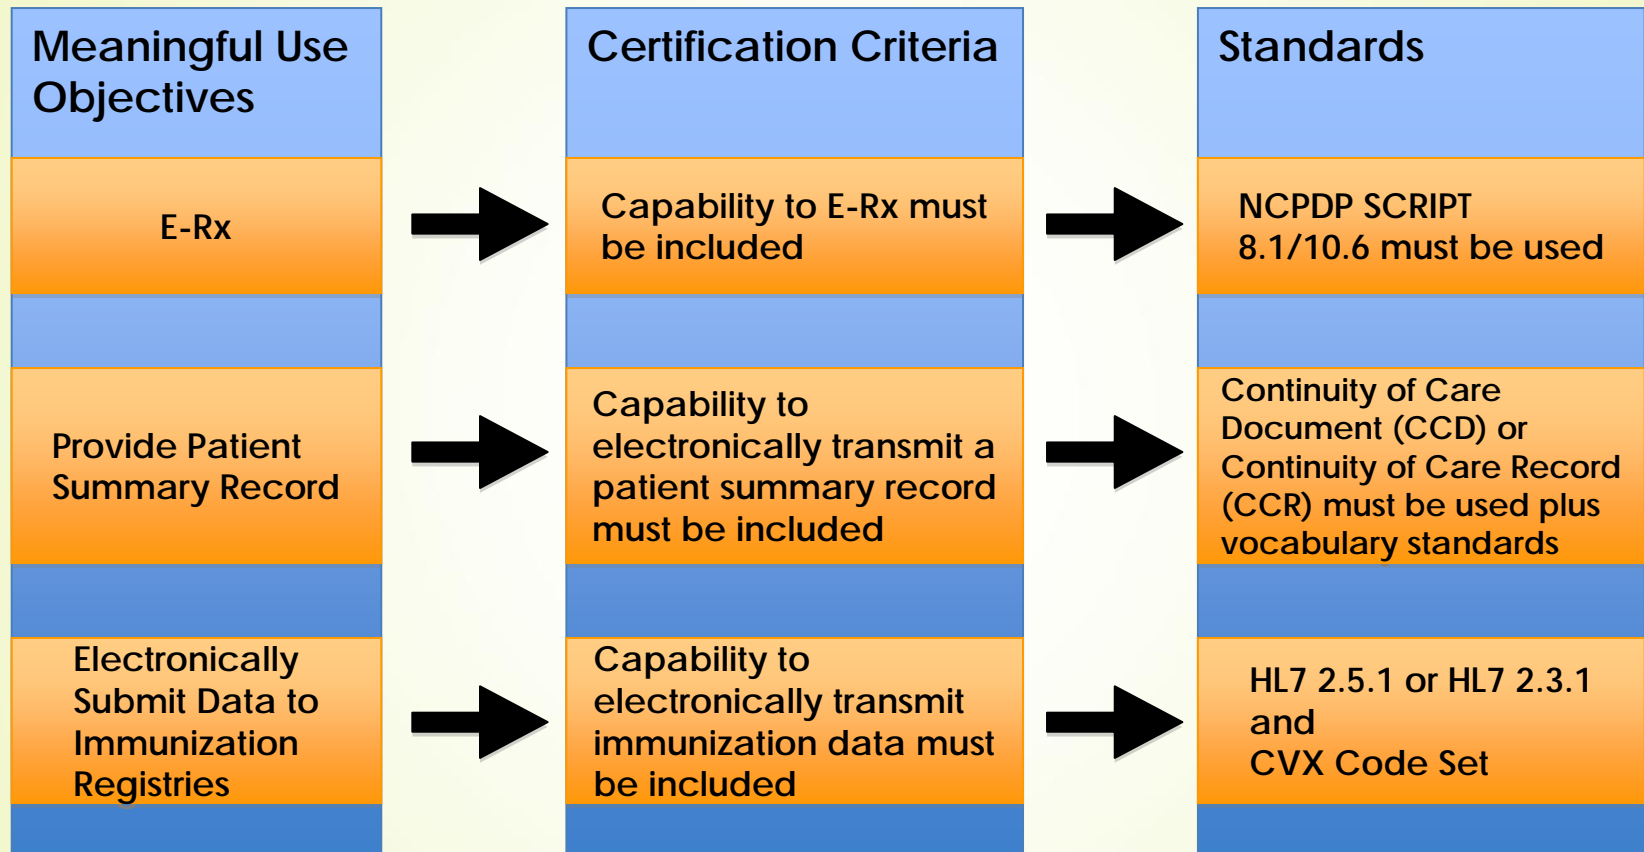 Meaningful Use
Objectives
Certification Criteria
Standards
E-Rx
Capability to E-Rx must
be included
NCPDP SCRIPT
8.1/10.6 must be used
Provide Patient
Summary Record
Capability to
electronically transmit a
patient summary record
must be included
Continuity of Care
Document (CCD) or
Continuity of Care Record
(CCR) must be used plus
vocabulary standards
Electronically
Submit Data to
Immunization
Registries
Capability to
electronically transmit
immunization data must
be included
HL7 2.5.1 or HL7 2.3.1
and
CVX Code Set